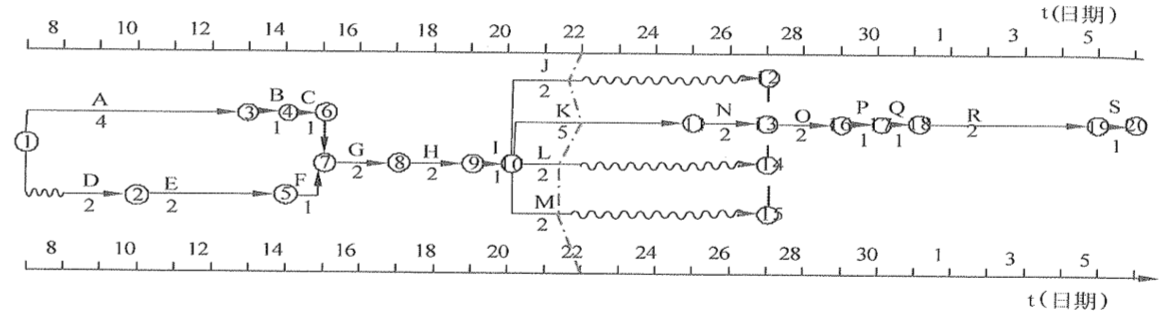 t(日期)
8 10 12 14 16 18 20 22 24 26 28 30 1 3 5
J
2
A B C K N O P Q R S
4 1 1 5 2 2 1 1 2 1
③ ④ ⑥ 1 13 16 17 18 19 20
①
12
G H I L
⑦ 2 ⑧ 2 ⑨ 1 10 2 14
D E F M
2 ② 2 ⑤ 1 2 15
8 10 12 14 16 18 20 22 24 26 28 30 1 3 5
t(日期)